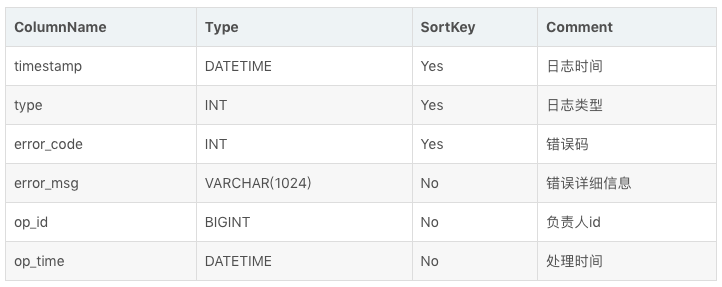 ColumnName Type SortKey Comment
timestamp DATETIME Yes 日志时间
type INT Yes 日志类型
error_code INT Yes 错误码
error_msg VARCHAR(1024) No 错误详细信息
op_id BIGINT No 负责人id
op_time DATETIME No 处理时间